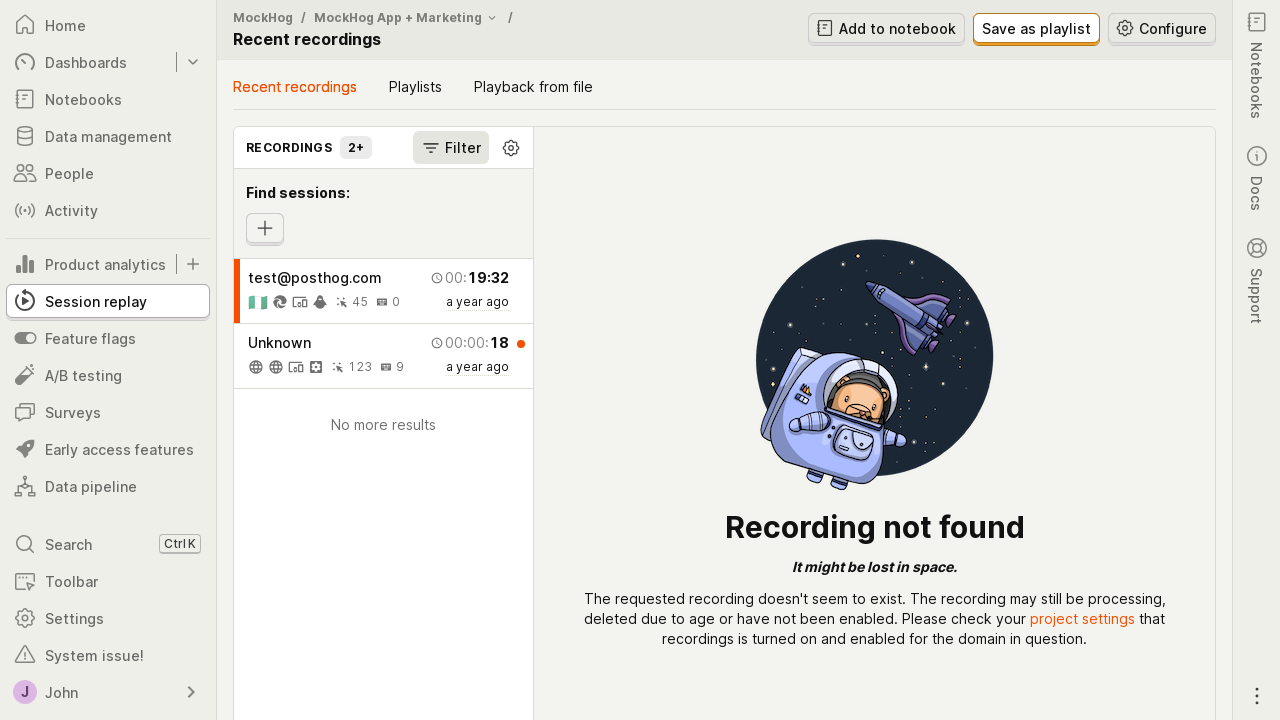 Home
Dashboards
Notebooks
Data management
People
Activity
Product analytics
Session replay
Feature flags
A/B testing
Surveys
Early access features
Data pipeline
Search Ctrl K
Toolbar
Settings
System issue!
J John
MockHog / MockHog App + Marketing /
Recent recordings
Add to notebook
Save as playlist
Configure
Recent recordings
Playlists
Playback from file
RECORDINGS 2+ Filter
Find sessions:
test@posthog.com 00:19:32
45 0 a year ago
Unknown 00:00:18
123 9 a year ago
No more results
Recording not found
It might be lost in space.
The requested recording doesn't seem to exist. The recording may still be processing,
deleted due to age or have not been enabled. Please check your project settings that
recordings is turned on and enabled for the domain in question.
Notebooks
Docs
Support